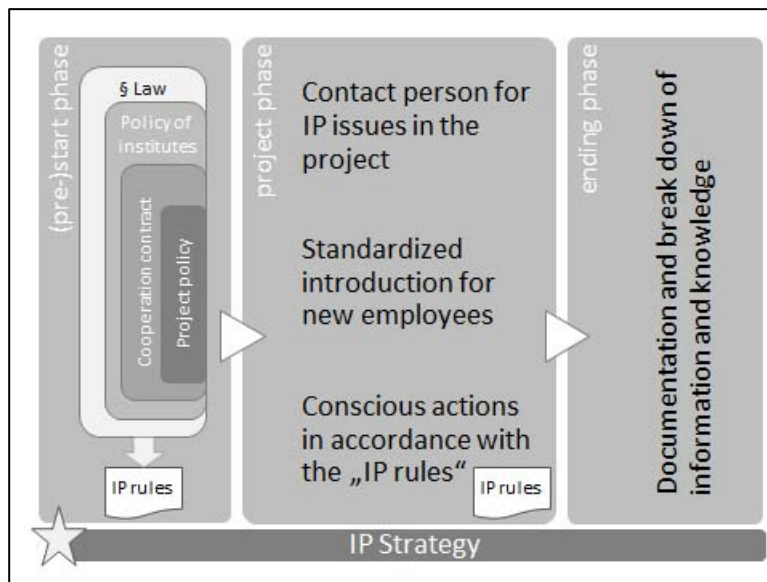 (pre-)start phase
§ Law
Policy of
institutes
Cooperation contract
Project policy
IP rules
project phase
Contact person for
IP issues in the
project
Standardized
introduction for
new employees
Conscious actions
in accordance with
the „IP rules“
IP rules
ending phase
Documentation and break down of
information and knowledge
IP Strategy